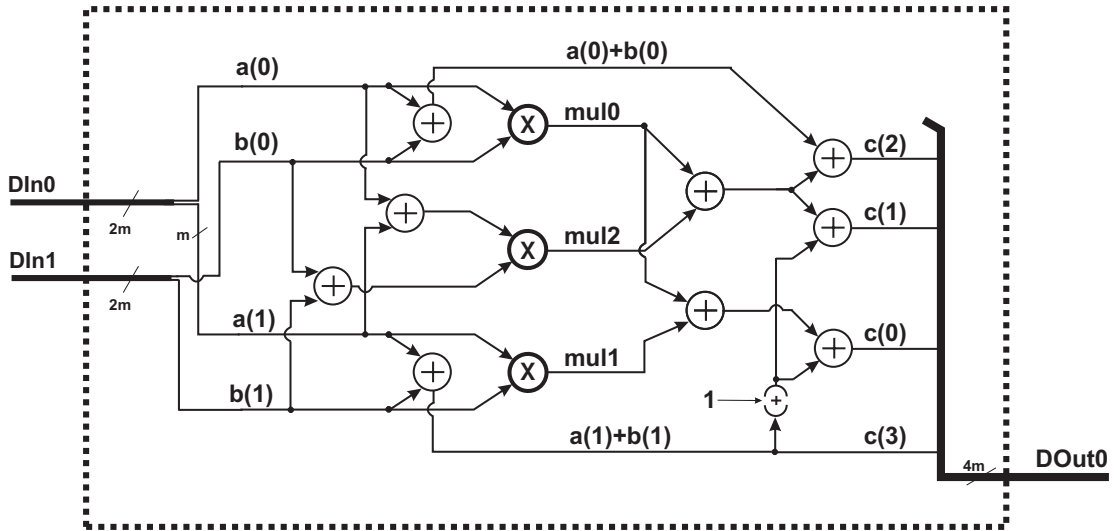 a(0)+b(0)
a(0)
X
mul0
b(0)
c(2)
DIn0
2m
m
c(1)
X
mul2
DIn1
2m
a(1)
c(0)
mul1
X
b(1)
1
a(1)+b(1)
c(3)
4m
DOut0